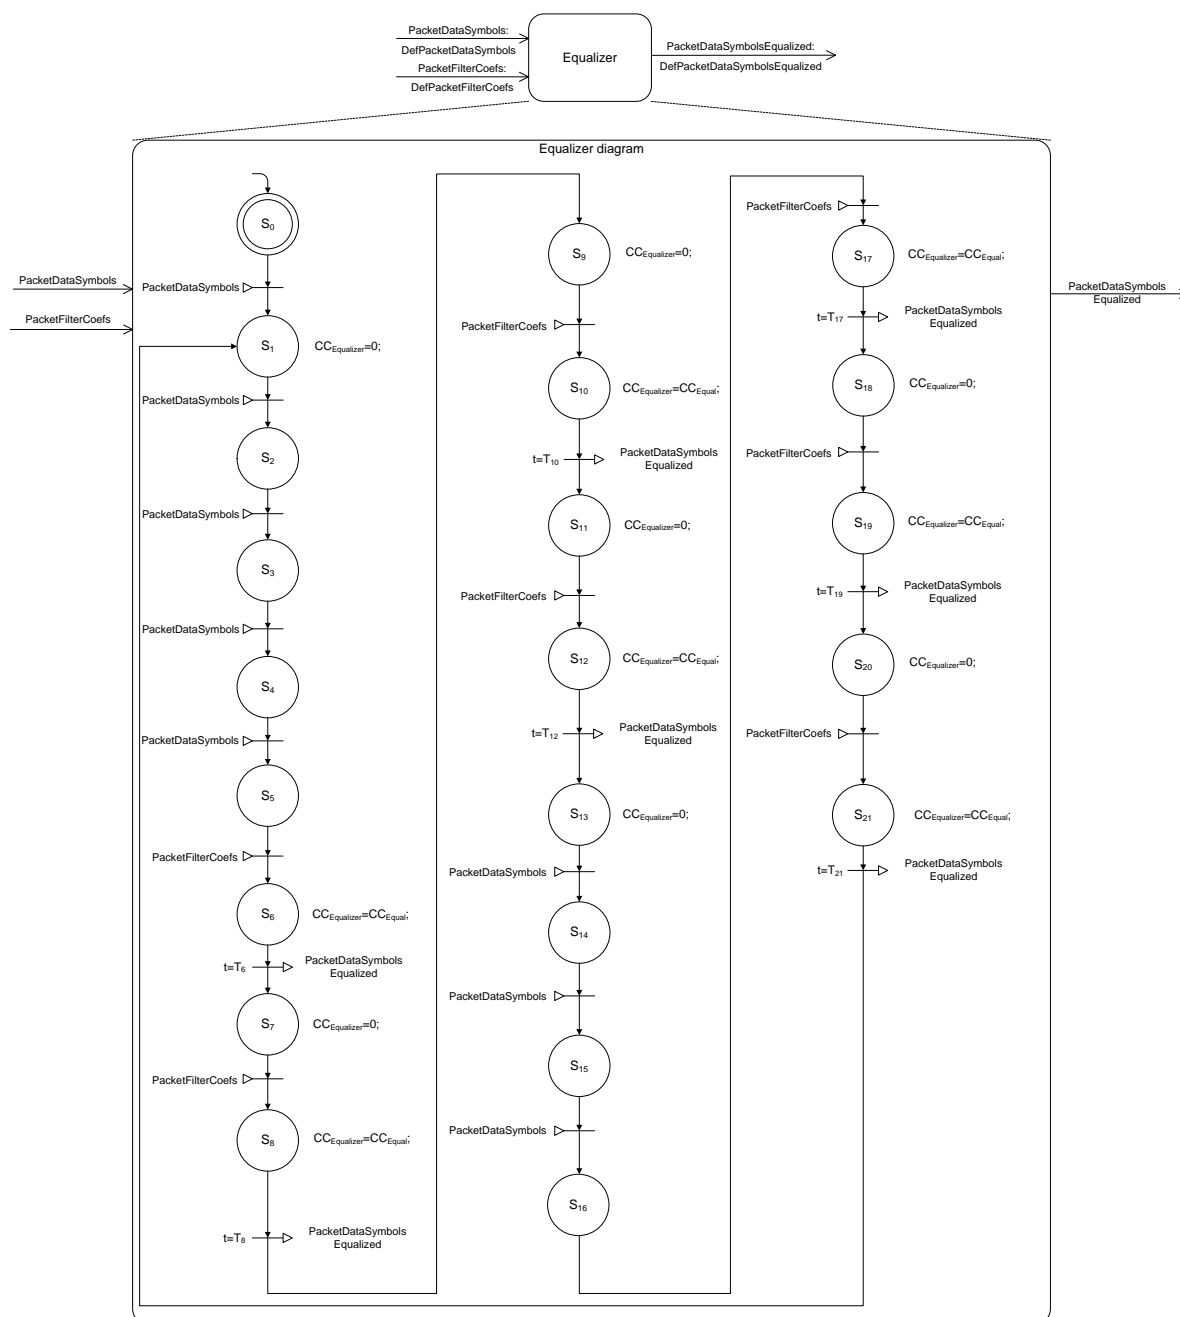 PacketDataSymbols:
DefPacketDataSymbols
PacketFilterCoefs:
DefPacketFilterCoefs
Equalizer
PacketDataSymbolsEqualized:
DefPacketDataSymbolsEqualized
Equalizer diagram
PacketDataSymbols
PacketFilterCoefs
PacketDataSymbols
Equalized
S0
PacketDataSymbols
S1
CCEqualizer=0;
PacketDataSymbols
S2
PacketDataSymbols
S3
PacketDataSymbols
S4
PacketDataSymbols
S5
PacketFilterCoefs
S6
CCEqualizer=CCEqual;
t=T6
PacketDataSymbols
Equalized
S7
CCEqualizer=0;
PacketFilterCoefs
S8
CCEqualizer=CCEqual;
t=T8
PacketDataSymbols
Equalized
S9
CCEqualizer=0;
PacketFilterCoefs
S10
CCEqualizer=CCEqual;
t=T10
PacketDataSymbols
Equalized
S11
CCEqualizer=0;
PacketFilterCoefs
S12
CCEqualizer=CCEqual;
t=T12
PacketDataSymbols
Equalized
S13
CCEqualizer=0;
PacketDataSymbols
S14
PacketDataSymbols
S15
PacketDataSymbols
S16
PacketFilterCoefs
S17
CCEqualizer=CCEqual;
t=T17
PacketDataSymbols
Equalized
S18
CCEqualizer=0;
PacketFilterCoefs
S19
CCEqualizer=CCEqual;
t=T19
PacketDataSymbols
Equalized
S20
CCEqualizer=0;
PacketFilterCoefs
S21
CCEqualizer=CCEqual;
t=T21
PacketDataSymbols
Equalized